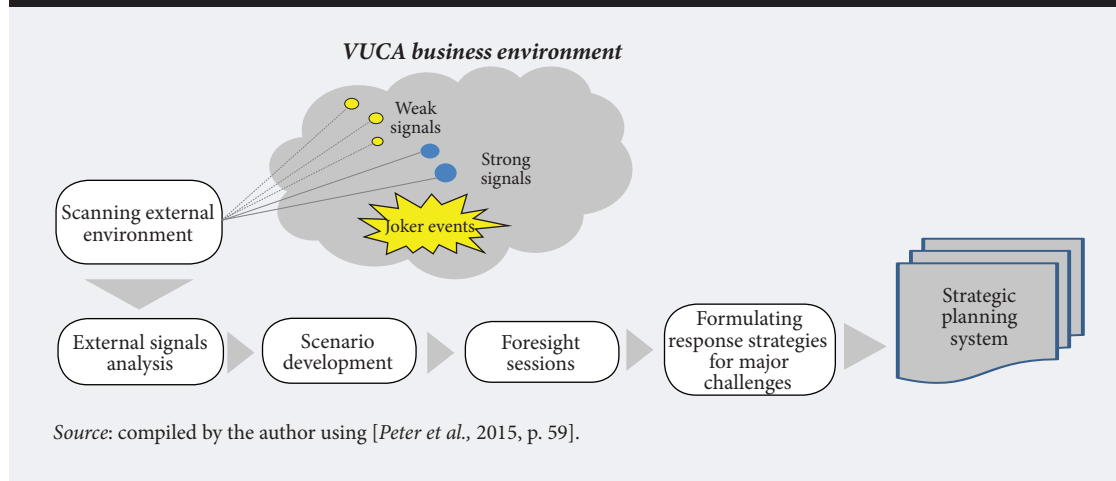 VUCA business environment
Weak
signals
Strong
signals
Joker events
Scanning external
environment
External signals
analysis
Scenario
development
Foresight
sessions
Formulating
response strategies
for major
challenges
Strategic
planning
system
Source: compiled by the author using [Peter et al., 2015, p. 59].